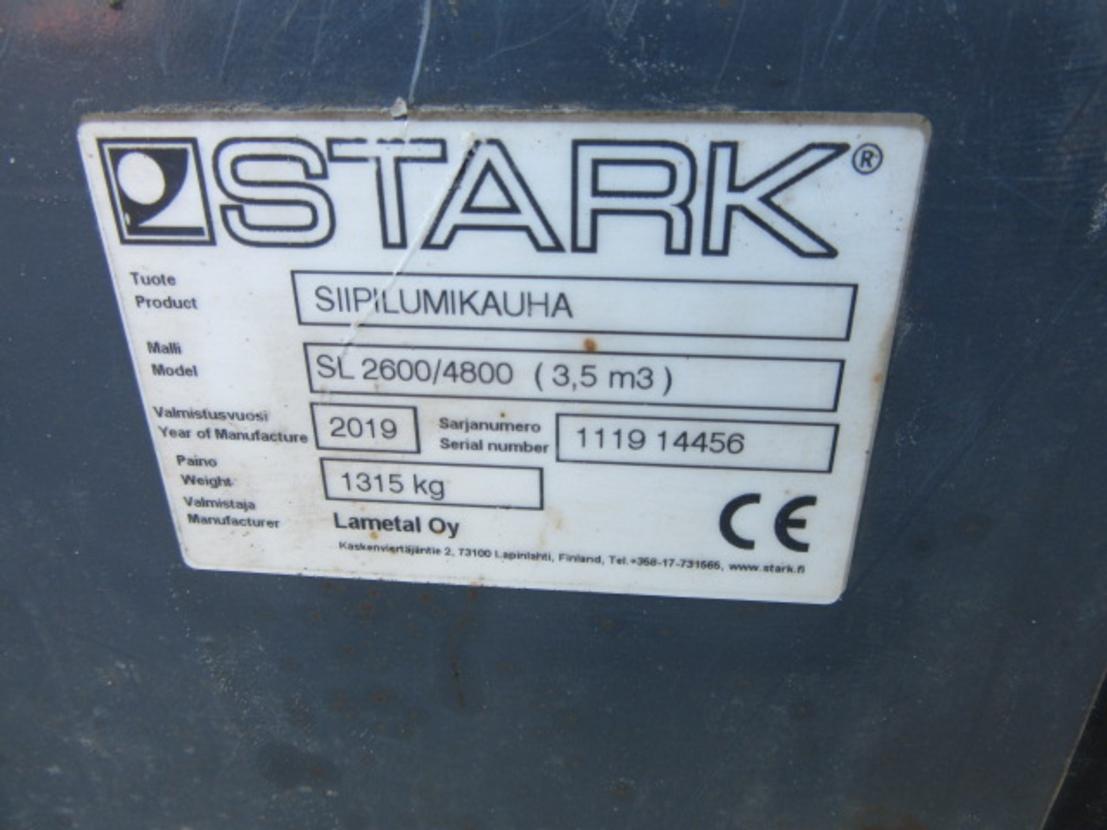 STARK®
Tuote
Product
SIIPILUMIKAUHA
Malli
Model
SL 2600/4800 ( 3,5 m3 )
Valmistusvuosi
Year of Manufacture
2019
Sarjanumero
Serial number
1119 14456
Paino
Weight
1315 kg
Valmistaja
Manufacturer
Lametal Oy
CE
Kaskenviertäjäntie 2, 73100 Lapinlahti, Finland, Tel.+358-17-731565, www.stark.fi